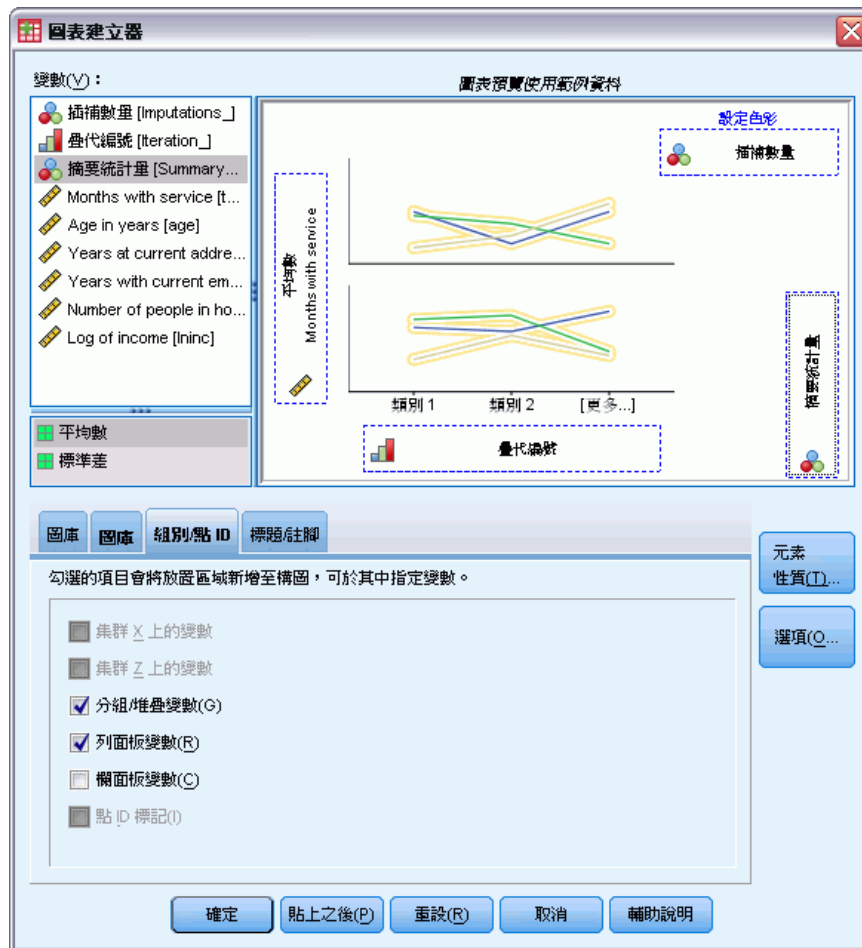 圖表建立器
變數(V)：
插補數量 [Imputations_]
疊代編號 [Iteration_]
摘要統計量 [Summary...
Months with service [t...
Age in years [age]
Years at current addre...
Years with current em...
Number of people in ho...
Log of income [lninc]
平均數
標準差
圖表預覽使用範例資料
設定色彩
插補數量
平均數
Months with service
類別 1
類別 2
[更多...]
疊代編號
摘要統計量
圖庫
圖庫
組別/點 ID
標題/註腳
勾選的項目會將放置區域新增至構圖，可於其中指定變數。
集群 X 上的變數
集群 Z 上的變數
分組/堆疊變數(G)
列面板變數(R)
欄面板變數(C)
點 ID 標記(I)
元素
性質(T)...
選項(O...
確定
貼上之後(P)
重設(R)
取消
輔助說明